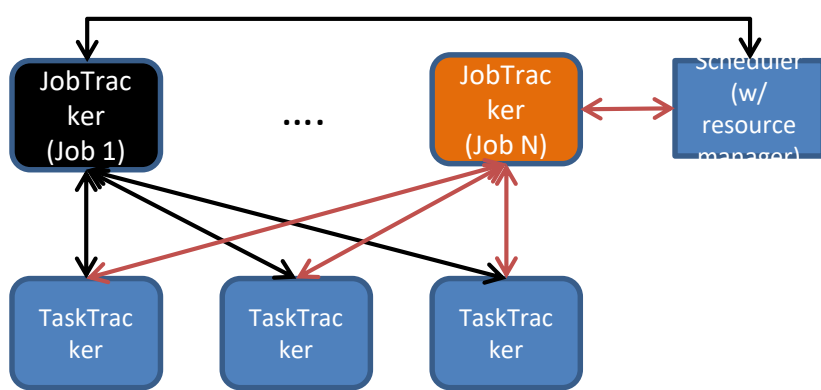 JobTrac
ker
(Job 1)
....
JobTrac
ker
(Job N)
Scheduler
(w/
resource
manager)
TaskTrac
ker
TaskTrac
ker
TaskTrac
ker